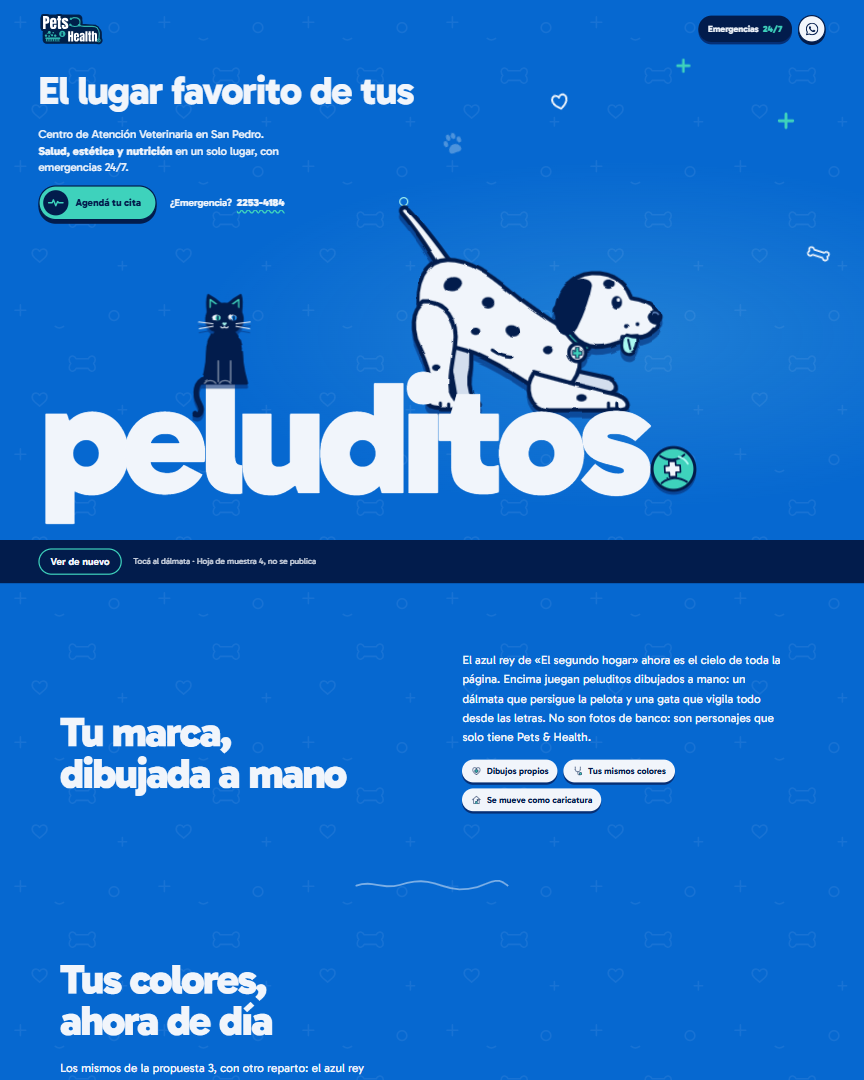 Pets
Health
Emergencias 24/7
El lugar favorito de tus
Centro de Atención Veterinaria en San Pedro.
Salud, estética y nutrición en un solo lugar, con
emergencias 24/7.
Agendá tu cita
¿Emergencia? 2253-4184
peluditos
Ver de nuevo
Tocá al dálmata · Hoja de muestra 4, no se publica
El azul rey de «El segundo hogar» ahora es el cielo de toda la
página. Encima juegan peluditos dibujados a mano: un
dálmata que persigue la pelota y una gata que vigila todo
desde las letras. No son fotos de banco: son personajes que
solo tiene Pets & Health.
Tu marca,
dibujada a mano
Dibujos propios
Tus mismos colores
Se mueve como caricatura
Tus colores,
ahora de día
Los mismos de la propuesta 3, con otro reparto: el azul rey